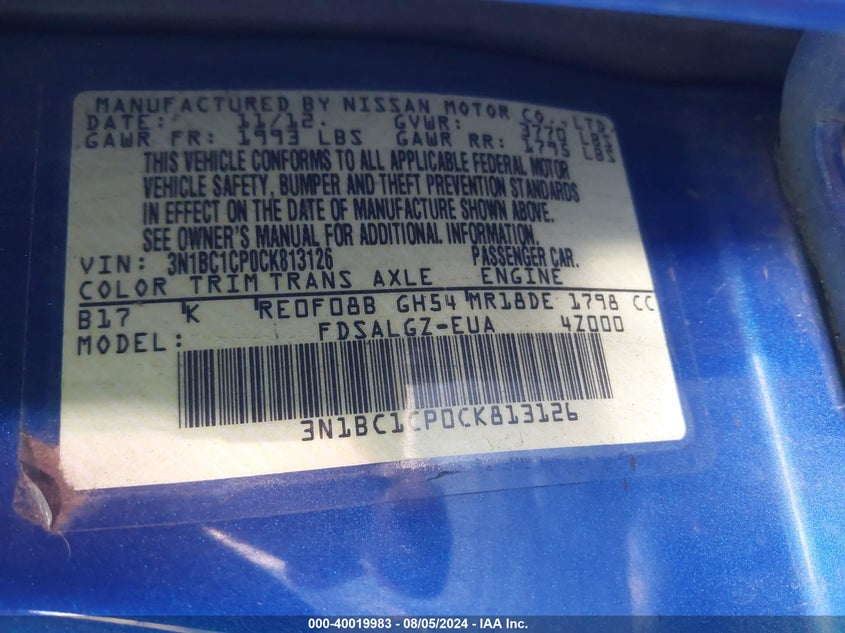 MANUFACTURED BY NISSAN MOTOR CO., LTD
DATE: 11/12. GVWR: 3770 LBS
GAWR FR: 1993 LBS GAWR RR: 1795 LBS
THIS VEHICLE CONFORMS TO ALL APPLICABLE FEDERAL MOTOR
VEHICLE SAFETY, BUMPER AND THEFT PREVENTION STANDARDS
IN EFFECT ON THE DATE OF MANUFACTURE SHOWN ABOVE.
SEE OWNER'S MANUAL FOR ADDITIONAL INFORMATION.
VIN: 3N1BC1CP0CK813126 PASSENGER CAR.
COLOR TRIM TRANS AXLE ENGINE
B17 K RE0F08B GH54 MR18DE 1798 CC
MODEL: FDSALGZ-EUA 4Z000
3N1BC1CP0CK813126
000-40019983 - 08/05/2024 - IAA Inc.